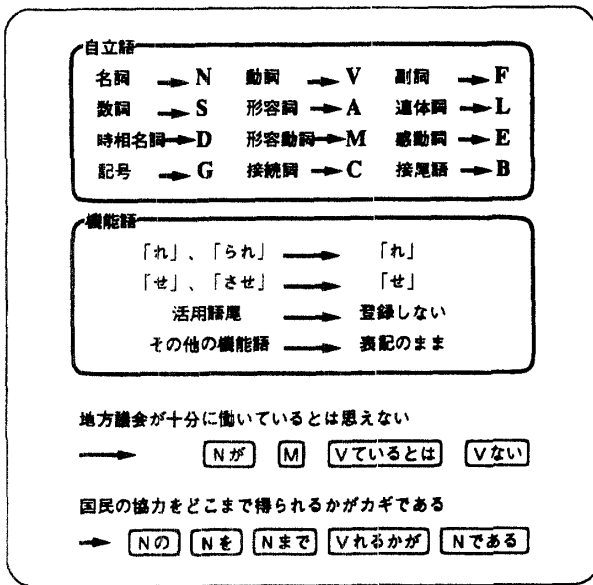 自立語
名詞 → N 動詞 → V 副詞 → F
数詞 → S 形容詞 → A 連体詞 → L
時相名詞 → D 形容動詞 → M 感動詞 → E
記号 → G 接続詞 → C 接尾語 → B
機能語
「れ」、「られ」 → 「れ」
「せ」、「させ」 → 「せ」
活用語尾 → 登録しない
その他の機能語 → 表記のまま
地方議会が十分に働いているとは思えない
→ Nが M Vているとは Vない
国民の協力をどこまで得られるかがカギである
→ Nの Nを Nまで Vれるかが Nである